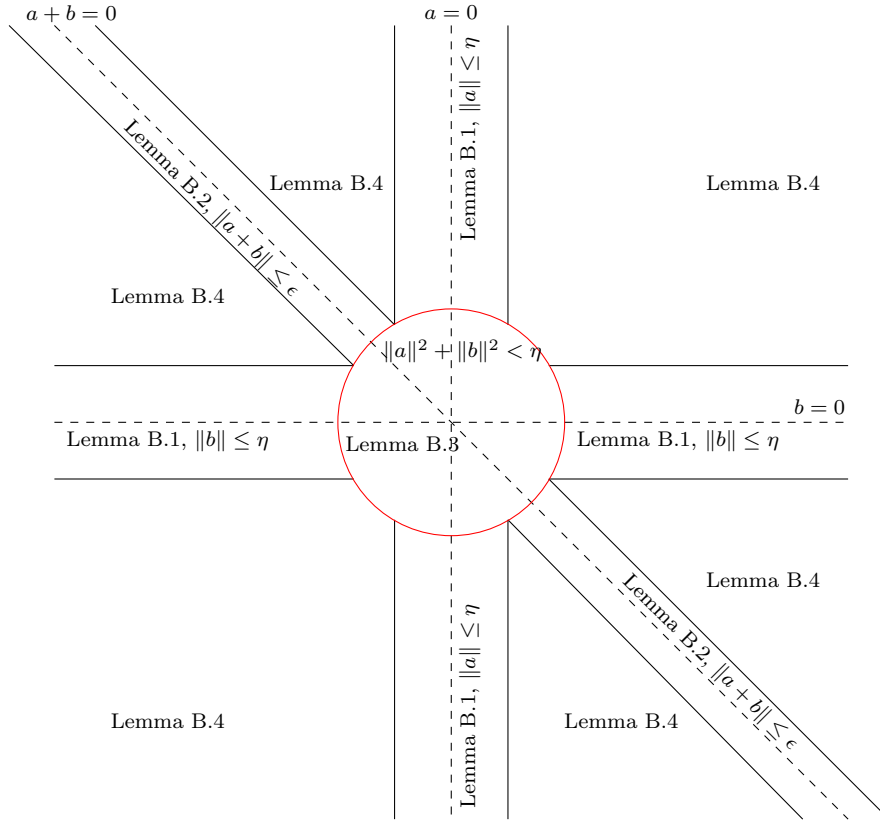 a + b = 0
a = 0
Lemma B.1, ‖a‖ ≤ η
Lemma B.2, ‖a + b‖ ≤ ϵ
Lemma B.4
Lemma B.4
Lemma B.4
‖a‖² + ‖b‖² < η
b = 0
Lemma B.1, ‖b‖ ≤ η
Lemma B.3
Lemma B.1, ‖b‖ ≤ η
Lemma B.4
Lemma B.2, ‖a + b‖ ≤ ϵ
Lemma B.1, ‖a‖ ≤ η
Lemma B.4
Lemma B.4